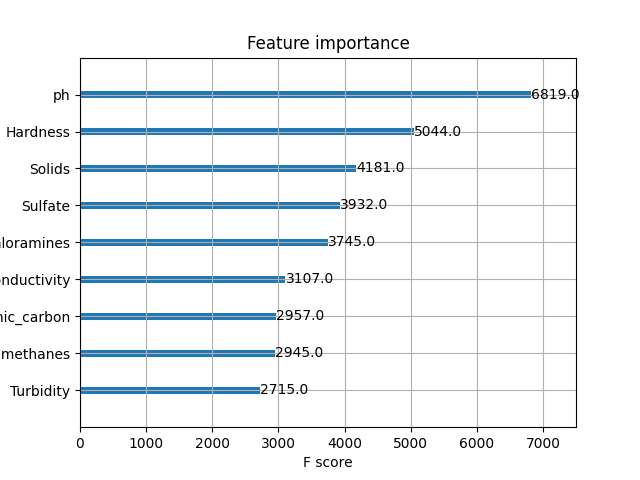 Feature importance
ph 6819.0
Hardness 5044.0
Solids 4181.0
Sulfate 3932.0
loramines 3745.0
nductivity 3107.0
nic_carbon 2957.0
methanes 2945.0
Turbidity 2715.0
0 1000 2000 3000 4000 5000 6000 7000
F score